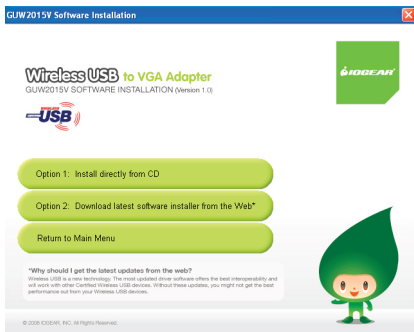 GUW2015V Software Installation
Wireless USB to VGA Adapter
GUW2015V SOFTWARE INSTALLATION (Version 1.0)
IOGEAR
WIRELESS
USB
Option 1: Install directly from CD
Option 2: Download latest software installer from the Web*
Return to Main Menu
*Why should I get the latest updates from the web?
Wireless USB is a new technology. The most updated driver software offers the best interoperability and
will work with other Certified Wireless USB devices. Without these updates, you might not get the best
performance out from your Wireless USB devices.
© 2008 IOGEAR, INC. All Rights Reserved.